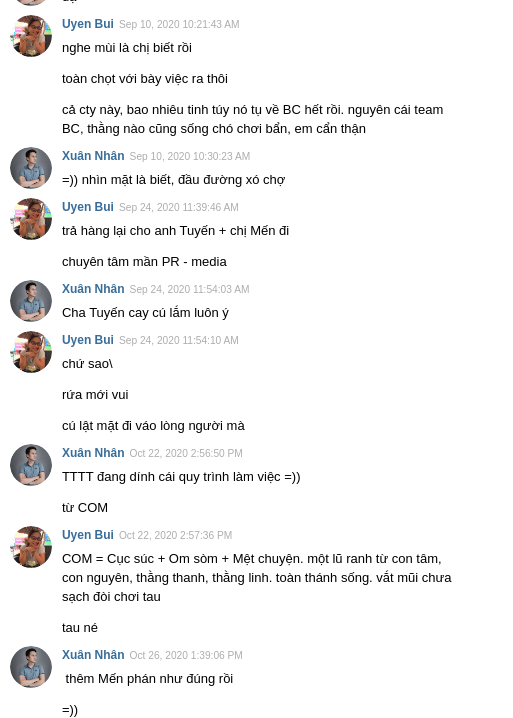 Uyen Bui Sep 10, 2020 10:21:43 AM
nghe mùi là chị biết rồi
toàn chọt với bày việc ra thôi
cả cty này, bao nhiêu tinh túy nó tụ về BC hết rồi. nguyên cái team
BC, thằng nào cũng sống chó chơi bẩn, em cẩn thận
Xuân Nhân Sep 10, 2020 10:30:23 AM
=)) nhìn mặt là biết, đầu đường xó chợ
Uyen Bui Sep 24, 2020 11:39:46 AM
trả hàng lại cho anh Tuyến + chị Mến đi
chuyên tâm mần PR - media
Xuân Nhân Sep 24, 2020 11:54:03 AM
Cha Tuyến cay cú lắm luôn ý
Uyen Bui Sep 24, 2020 11:54:10 AM
chứ sao\
rứa mới vui
cú lật mặt đi váo lòng người mà
Xuân Nhân Oct 22, 2020 2:56:50 PM
TTTT đang dính cái quy trình làm việc =))
từ COM
Uyen Bui Oct 22, 2020 2:57:36 PM
COM = Cục súc + Om sòm + Mệt chuyện. một lũ ranh từ con tâm,
con nguyên, thằng thanh, thằng linh. toàn thánh sống. vắt mũi chưa
sạch đòi chơi tau
tau né
Xuân Nhân Oct 26, 2020 1:39:06 PM
thêm Mến phán như đúng rồi
=))